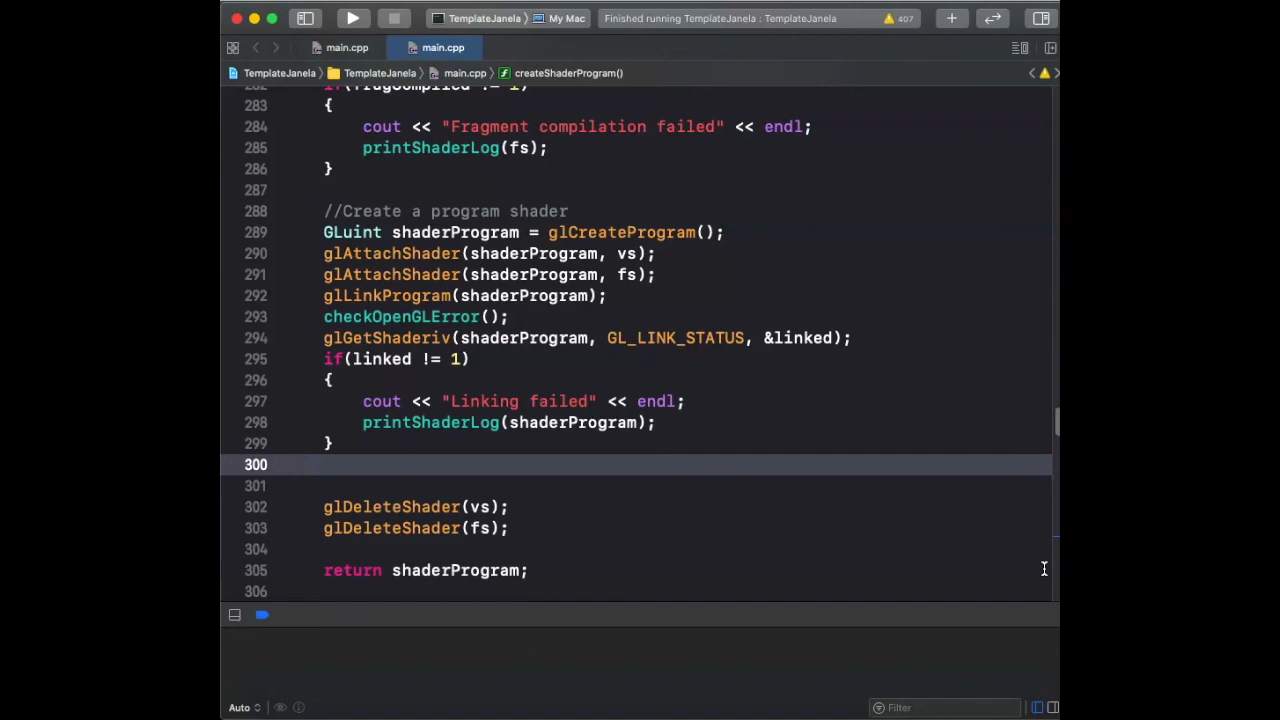 TemplateJanela › My Mac
Finished running TemplateJanela : TemplateJanela
407
main.cpp
main.cpp
TemplateJanela › TemplateJanela › main.cpp › createShaderProgram()
282 if(fragCompiled != 1)
283 {
284 cout << "Fragment compilation failed" << endl;
285 printShaderLog(fs);
286 }
287
288 //Create a program shader
289 GLuint shaderProgram = glCreateProgram();
290 glAttachShader(shaderProgram, vs);
291 glAttachShader(shaderProgram, fs);
292 glLinkProgram(shaderProgram);
293 checkOpenGLError();
294 glGetShaderiv(shaderProgram, GL_LINK_STATUS, &linked);
295 if(linked != 1)
296 {
297 cout << "Linking failed" << endl;
298 printShaderLog(shaderProgram);
299 }
300
301
302 glDeleteShader(vs);
303 glDeleteShader(fs);
304
305 return shaderProgram;
306
Auto
Filter